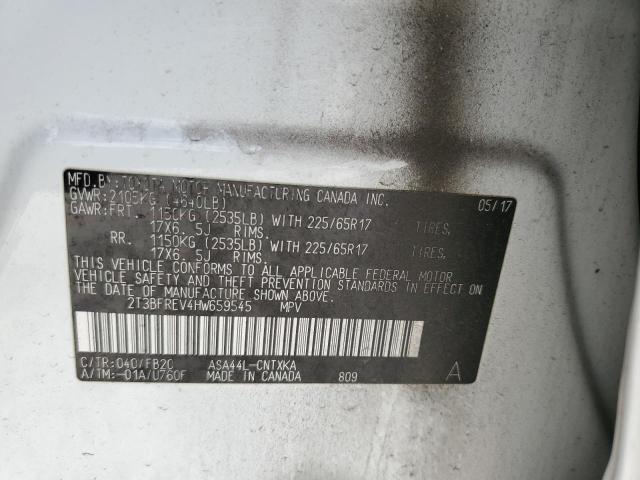 MFD.BY:TOYOTA MOTOR MANUFACTURING CANADA INC. 05/17
GVWR:2105KG (4640LB)
GAWR:FRT. 1150KG (2535LB) WITH 225/65R17 TIRES,
17X6.5J RIMS.
RR. 1150KG (2535LB) WITH 225/65R17 TIRES,
17X6.5J RIMS.
THIS VEHICLE CONFORMS TO ALL APPLICABLE FEDERAL MOTOR
VEHICLE SAFETY AND THEFT PREVENTION STANDARDS IN EFFECT ON
THE DATE OF MANUFACTURE SHOWN ABOVE.
2T3BFREV4HW659545 MPV
C/TR:040/FB20 ASA44L-CNTXKA A
A/TM:-01A/U760F MADE IN CANADA 809